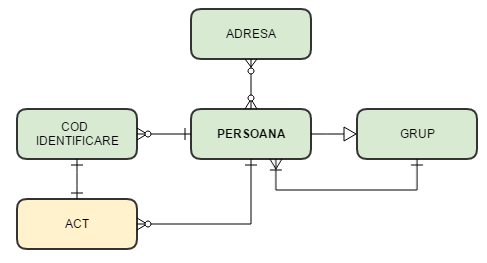 ADRESA
COD
IDENTIFICARE
PERSOANA
GRUP
ACT